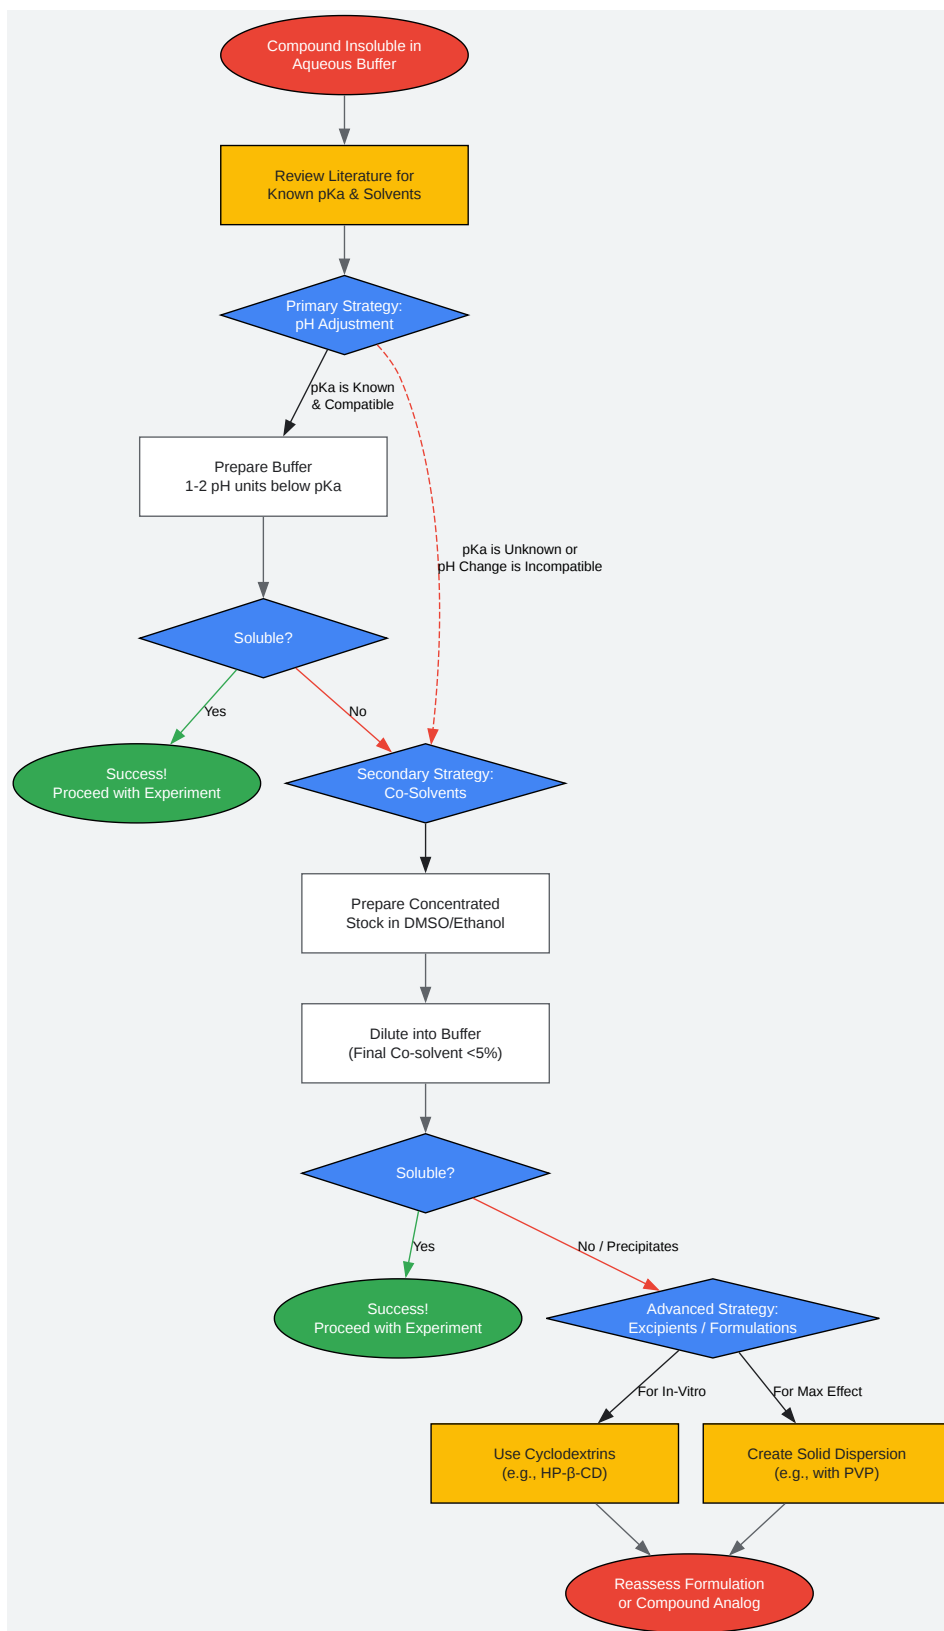 Compound Insoluble in
Aqueous Buffer
Review Literature for
Known pKa & Solvents
Primary Strategy:
pH Adjustment
pKa is Known
& Compatible
Prepare Buffer
1-2 pH units below pKa
pKa is Unknown or
pH Change is Incompatible
Soluble?
Yes
No
Success!
Proceed with Experiment
Secondary Strategy:
Co-Solvents
Prepare Concentrated
Stock in DMSO/Ethanol
Dilute into Buffer
(Final Co-solvent <5%)
Soluble?
Yes
No / Precipitates
Success!
Proceed with Experiment
Advanced Strategy:
Excipients / Formulations
For In-Vitro
For Max Effect
Use Cyclodextrins
(e.g., HP-β-CD)
Create Solid Dispersion
(e.g., with PVP)
Reassess Formulation
or Compound Analog